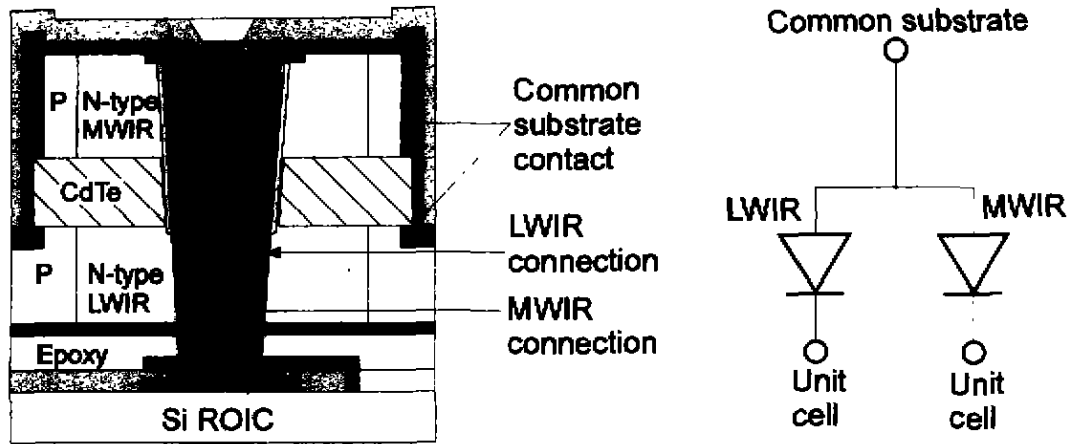 P N-type
MWIR
CdTe
P N-type
LWIR
Epoxy
Si ROIC
Common
substrate
contact
LWIR
connection
MWIR
connection
Common substrate
LWIR
MWIR
Unit
cell
Unit
cell